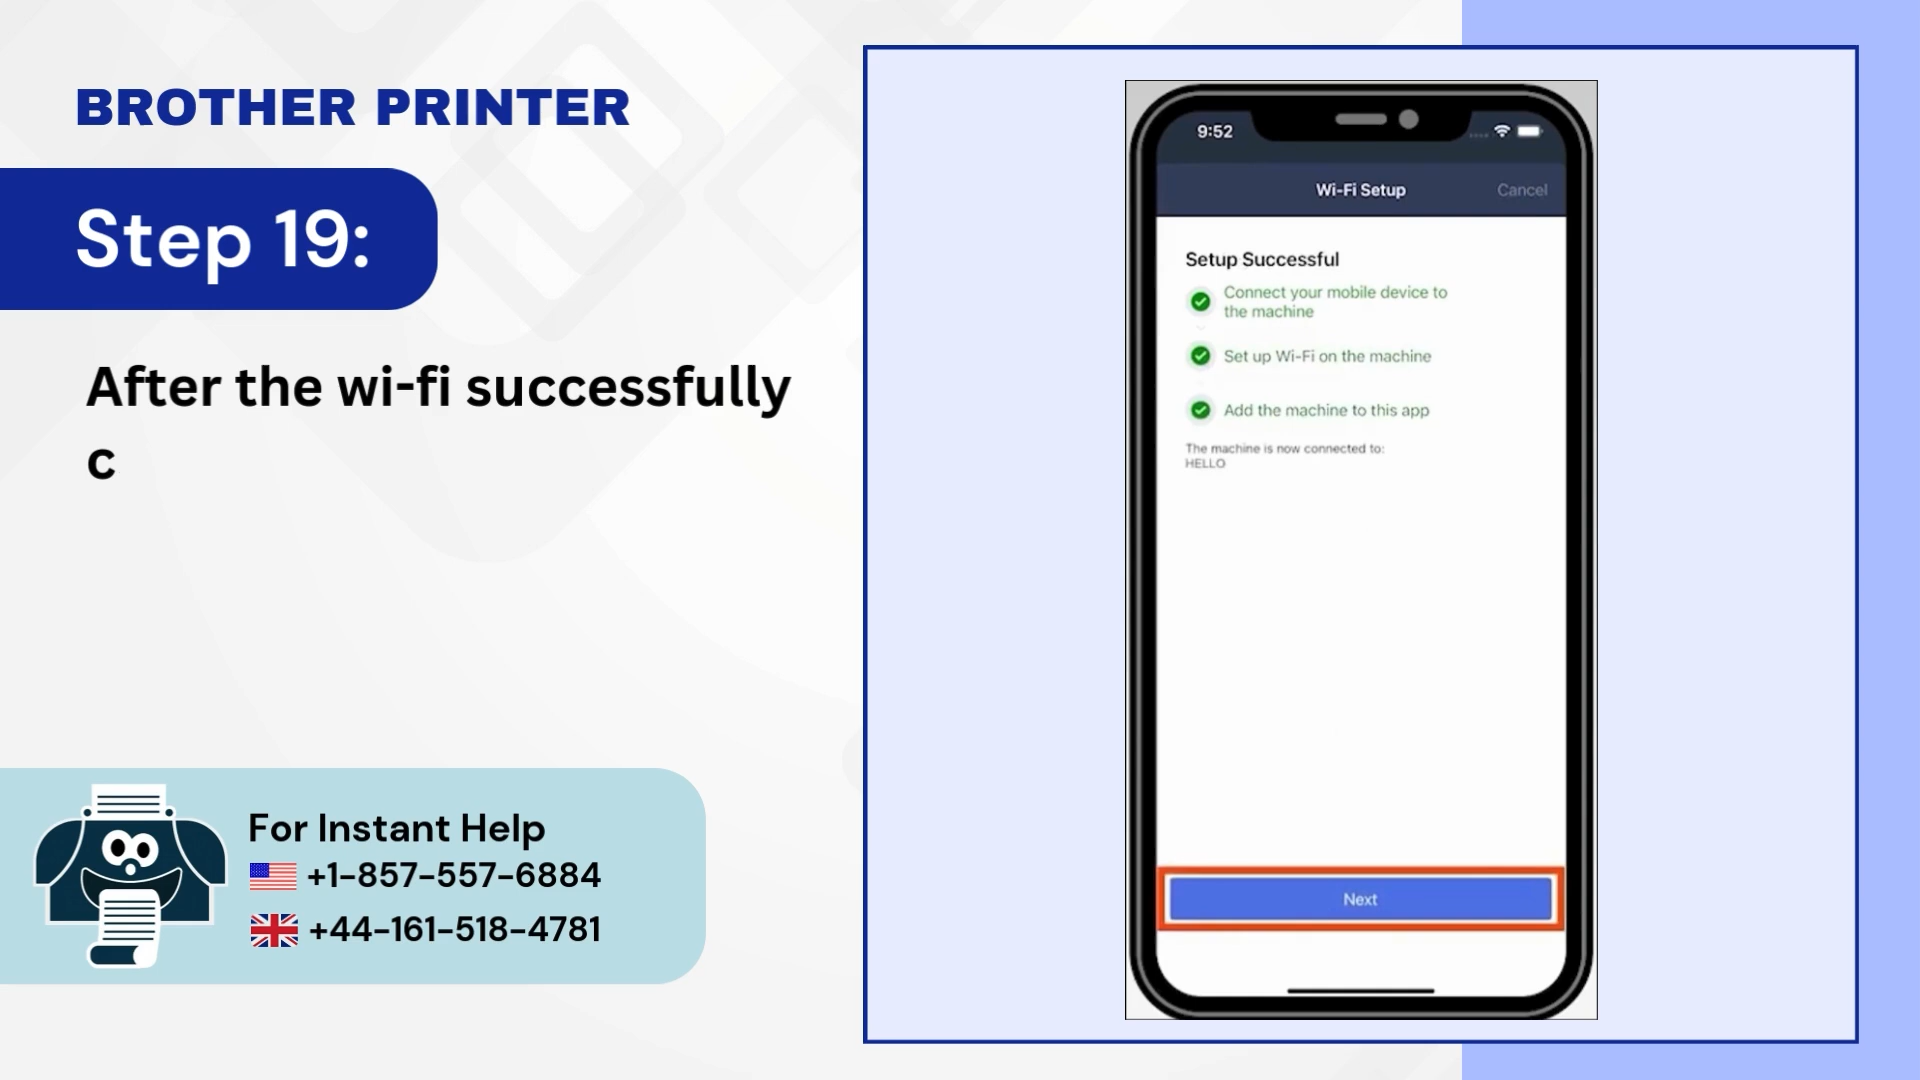 BROTHER PRINTER
Step 19:
After the wi-fi successfully
c
For Instant Help
+1-857-557-6884
+44-161-518-4781
9:52
Wi-Fi Setup
Cancel
Setup Successful
Connect your mobile device to
the machine
Set up Wi-Fi on the machine
Add the machine to this app
The machine is now connected to:
HELLO
Next